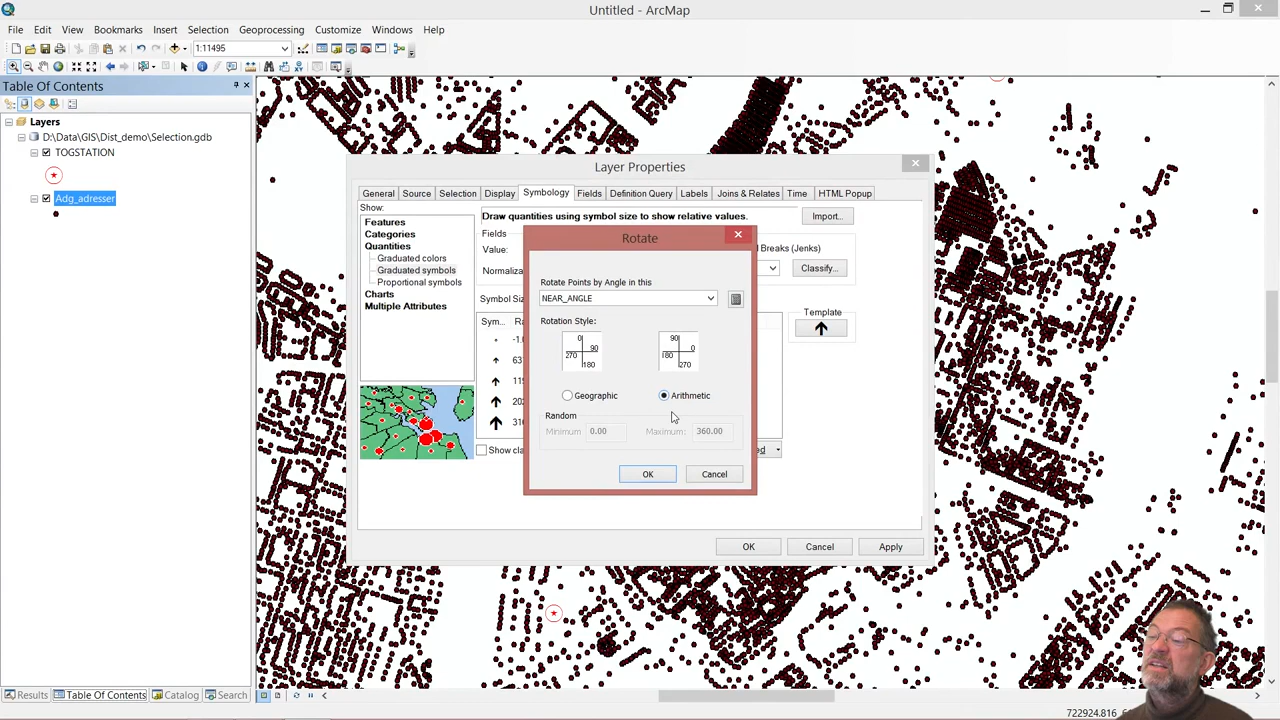 Untitled - ArcMap
File Edit View Bookmarks Insert Selection Geoprocessing Customize Windows Help
1:11495
Table Of Contents
Layers
D:\Data\GIS\Dist_demo\Selection.gdb
TOGSTATION
Adg_adresser
Layer Properties
General Source Selection Display Symbology Fields Definition Query Labels Joins & Relates Time HTML Popup
Show:
Features
Categories
Quantities
Graduated colors
Graduated symbols
Proportional symbols
Charts
Multiple Attributes
Draw quantities using symbol size to show relative values.
Import...
Fields
Value:
Breaks (Jenks)
Classify...
Symbol Siz
Template
Sym...
-1.0
Rotate
Rotate Points by Angle in this
NEAR_ANGLE
Rotation Style:
0
90
270
180
90
0
180
270
Geographic
Arithmetic
Random
Minimum
0.00
Maximum:
360.00
OK
Cancel
OK
Cancel
Apply
Results Table Of Contents Catalog Search
722924.816